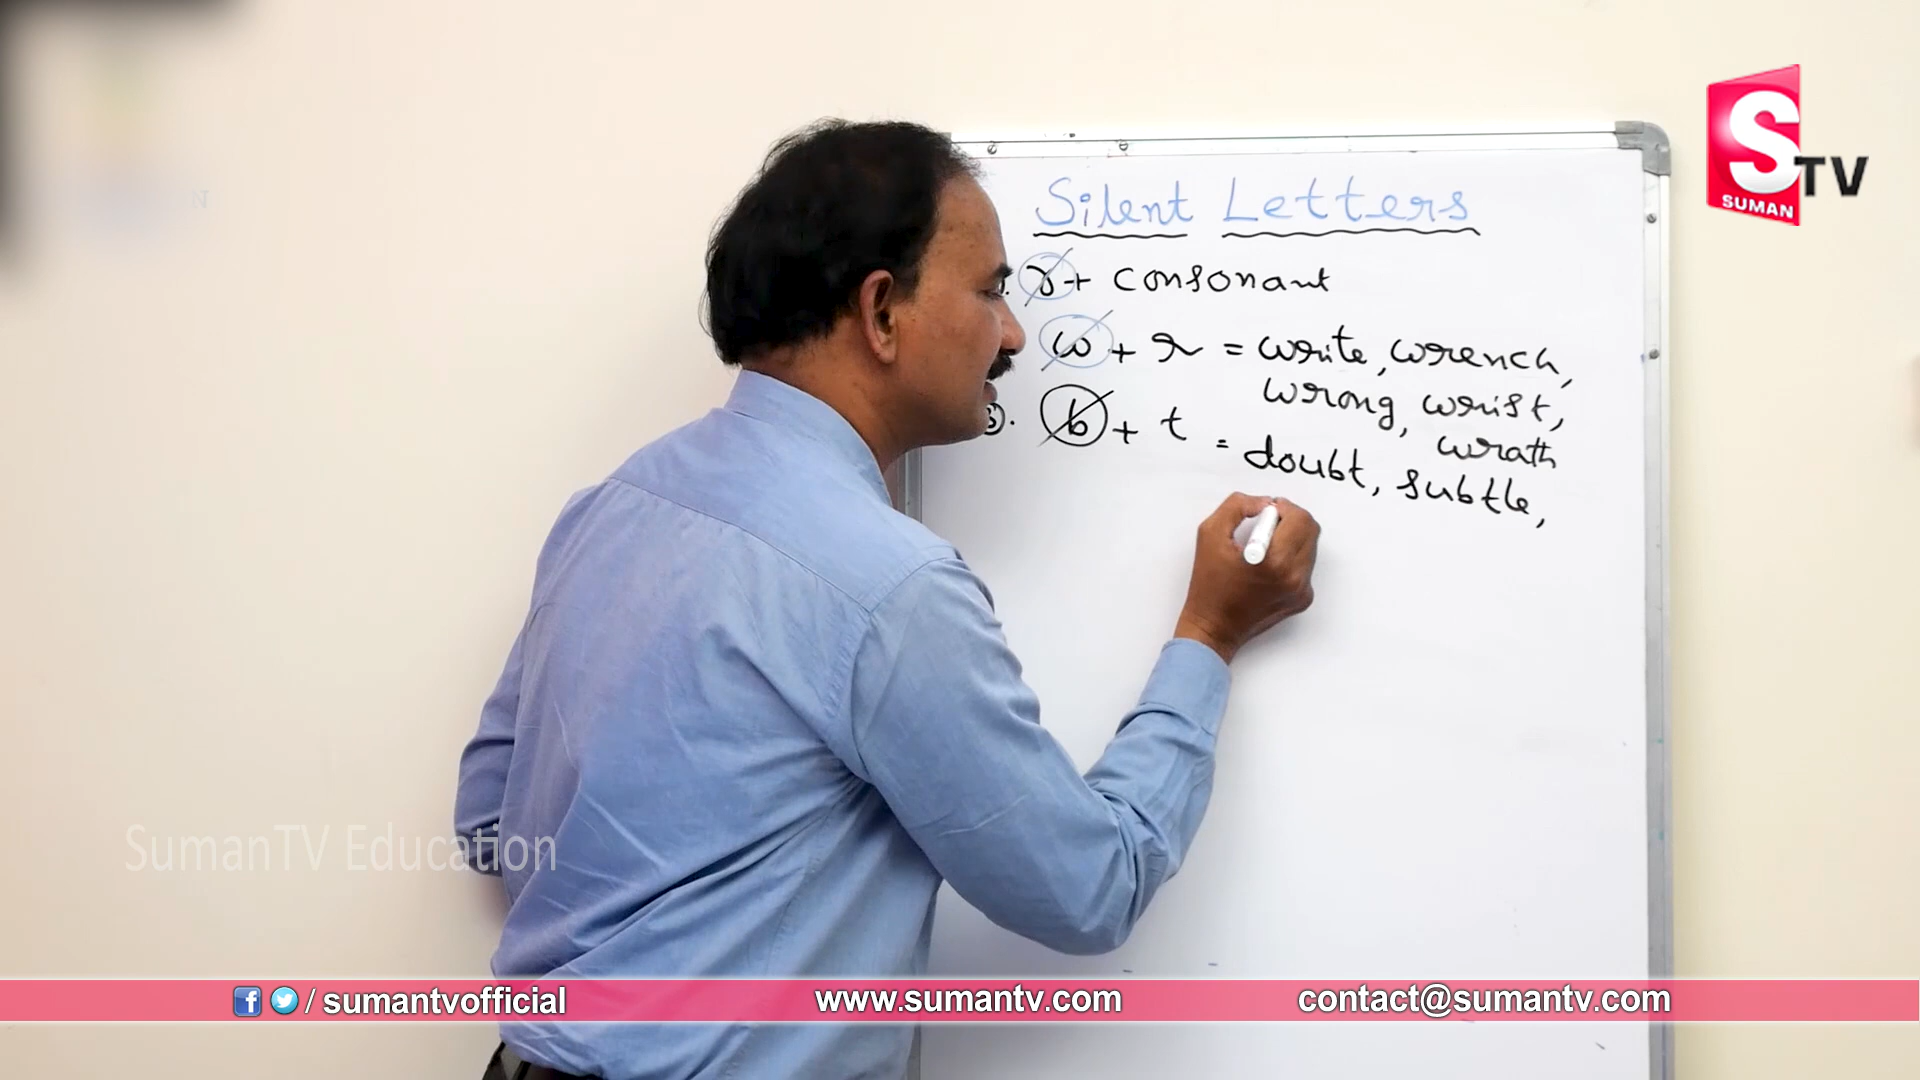 S
TV
SUMAN
Silent Letters
r + consonant
w + r = write, wrench,
wrong, wrist,
wrath
3. b + t = doubt, subtle,
SumanTV Education
/ sumantvofficial
www.sumantv.com
contact@sumantv.com